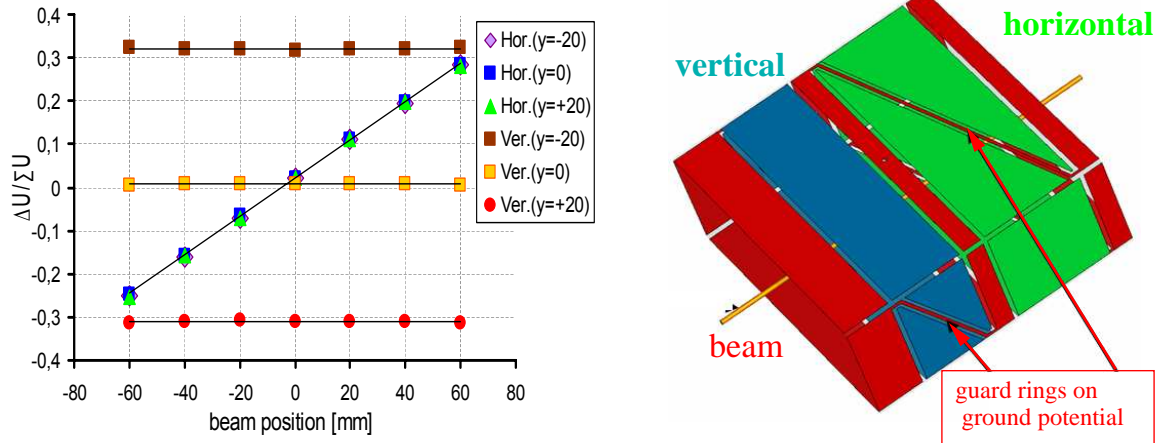 0,4
0,3
0,2
0,1
0
-0,1
-0,2
-0,3
-0,4
ΔU/∑U
-80 -60 -40 -20 0 20 40 60 80
beam position [mm]
Hor.(y=-20)
Hor.(y=0)
Hor.(y=+20)
Ver.(y=-20)
Ver.(y=0)
Ver.(y=+20)
horizontal
vertical
beam
guard rings on
ground potential